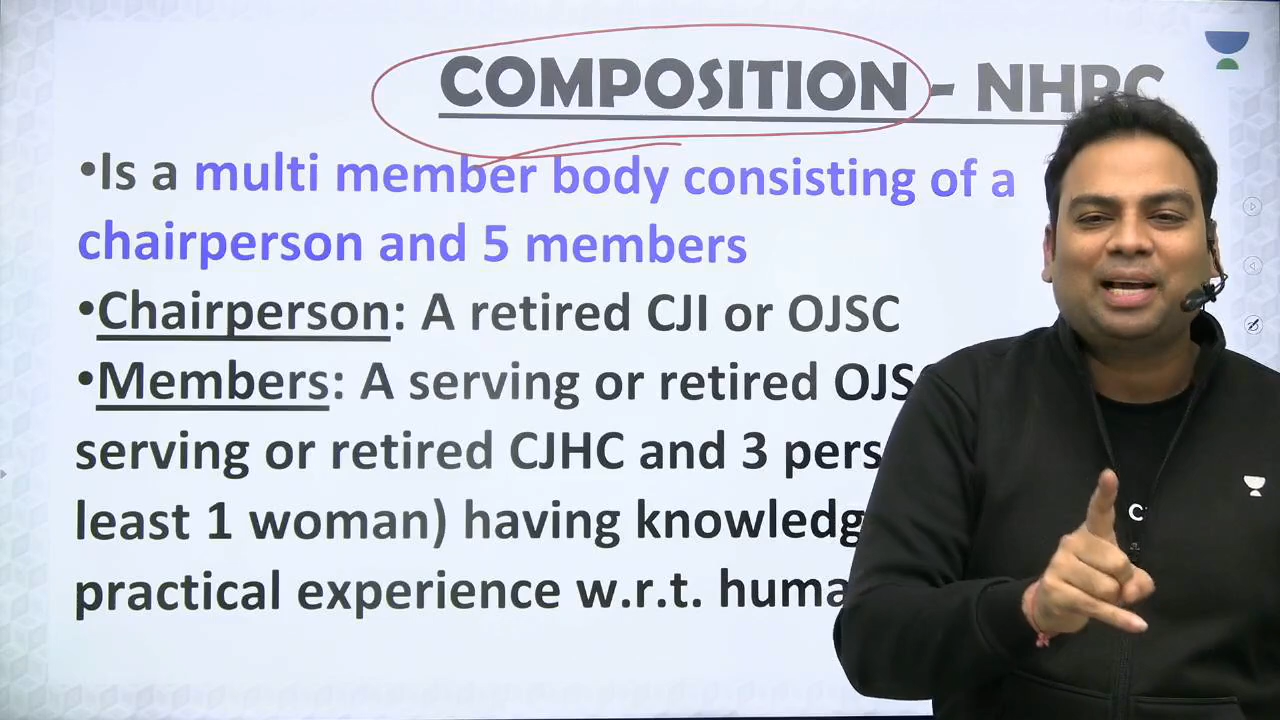 COMPOSITION - NHRC
•Is a multi member body consisting of a
chairperson and 5 members
•Chairperson: A retired CJI or OJSC
•Members: A serving or retired
serving or retired CJHC and 3
least 1 woman) having
practical experience w.r.t.